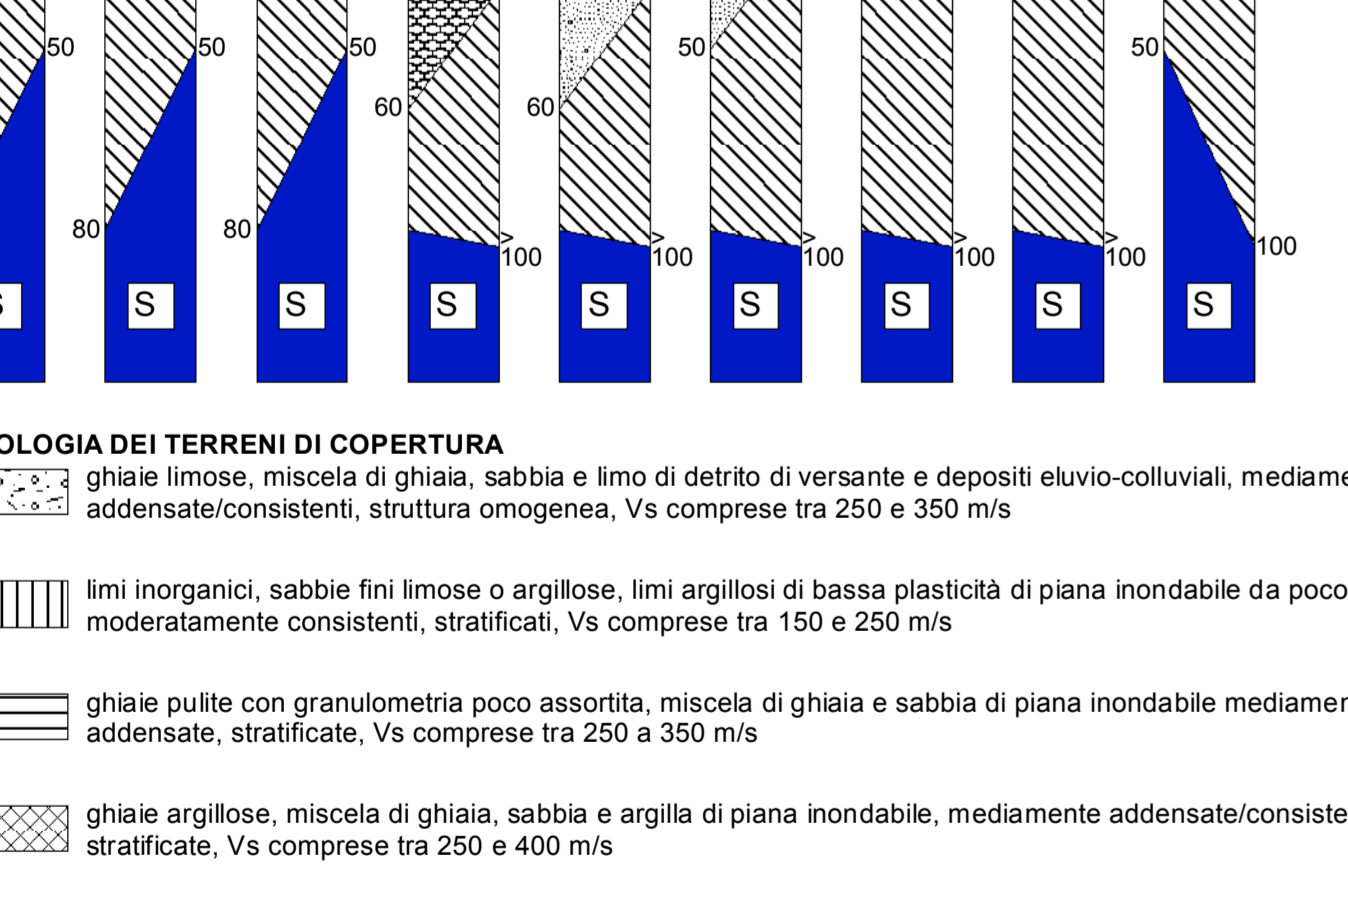 50 50 50 50 50
60 60
80 80
> > > > >
100 100 100 100 100 100
S S S S S S S S S
OLOGIA DEI TERRENI DI COPERTURA
ghiaie limose, miscela di ghiaia, sabbia e limo di detrito di versante e depositi eluvio-colluviali, mediame
addensate/consistenti, struttura omogenea, Vs comprese tra 250 e 350 m/s
limi inorganici, sabbie fini limose o argillose, limi argillosi di bassa plasticità di piana inondabile da poco
moderatamente consistenti, stratificati, Vs comprese tra 150 e 250 m/s
ghiaie pulite con granulometria poco assortita, miscela di ghiaia e sabbia di piana inondabile mediamen
addensate, stratificate, Vs comprese tra 250 a 350 m/s
ghiaie argillose, miscela di ghiaia, sabbia e argilla di piana inondabile, mediamente addensate/consiste
stratificate, Vs comprese tra 250 e 400 m/s